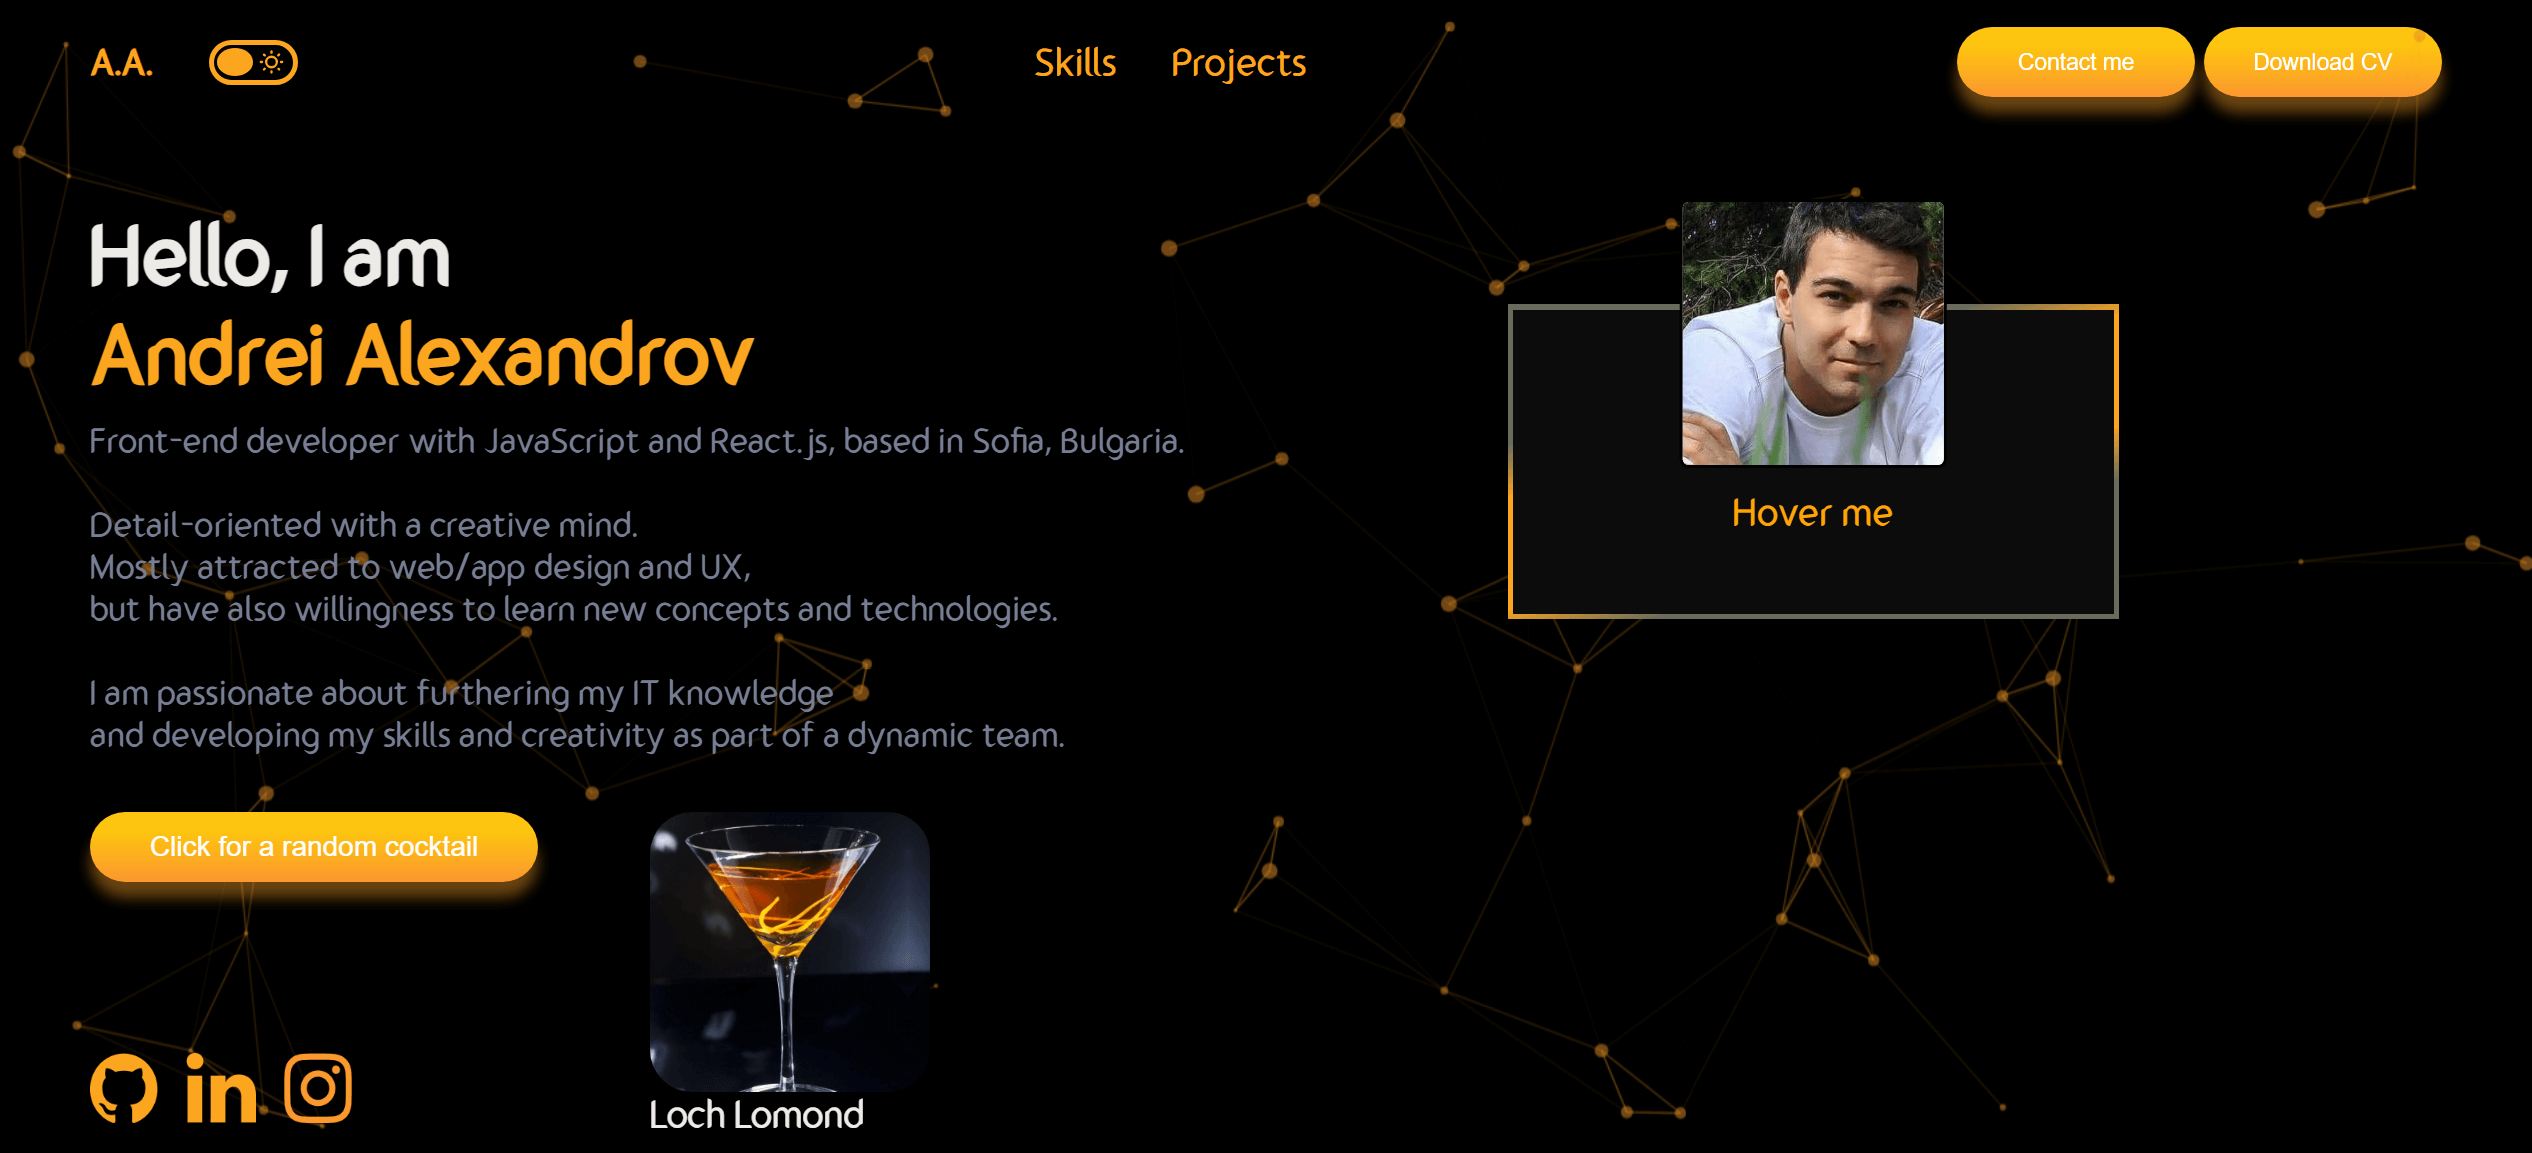 A.A.
Skills
Projects
Contact me
Download CV
Hello, I am
Andrei Alexandrov
Front-end developer with JavaScript and React.js, based in Sofia, Bulgaria.
Detail-oriented with a creative mind.
Mostly attracted to web/app design and UX,
but have also willingness to learn new concepts and technologies.
I am passionate about furthering my IT knowledge
and developing my skills and creativity as part of a dynamic team.
Hover me
Click for a random cocktail
Loch Lomond
in